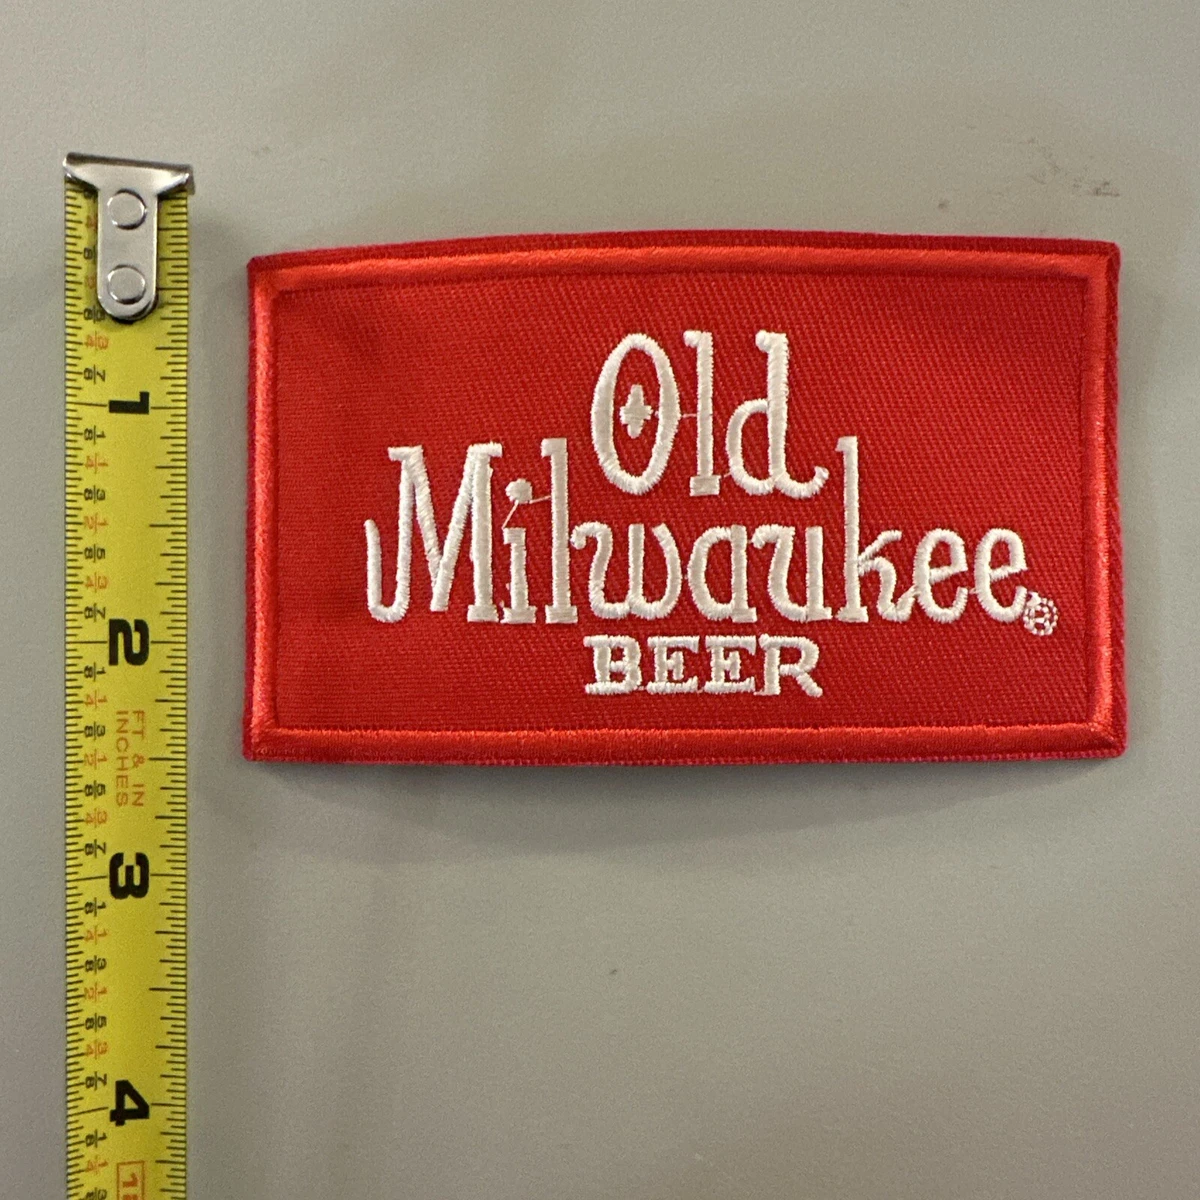 Old
Milwaukee®
BEER
1
2
FT & IN
INCHES
3
4